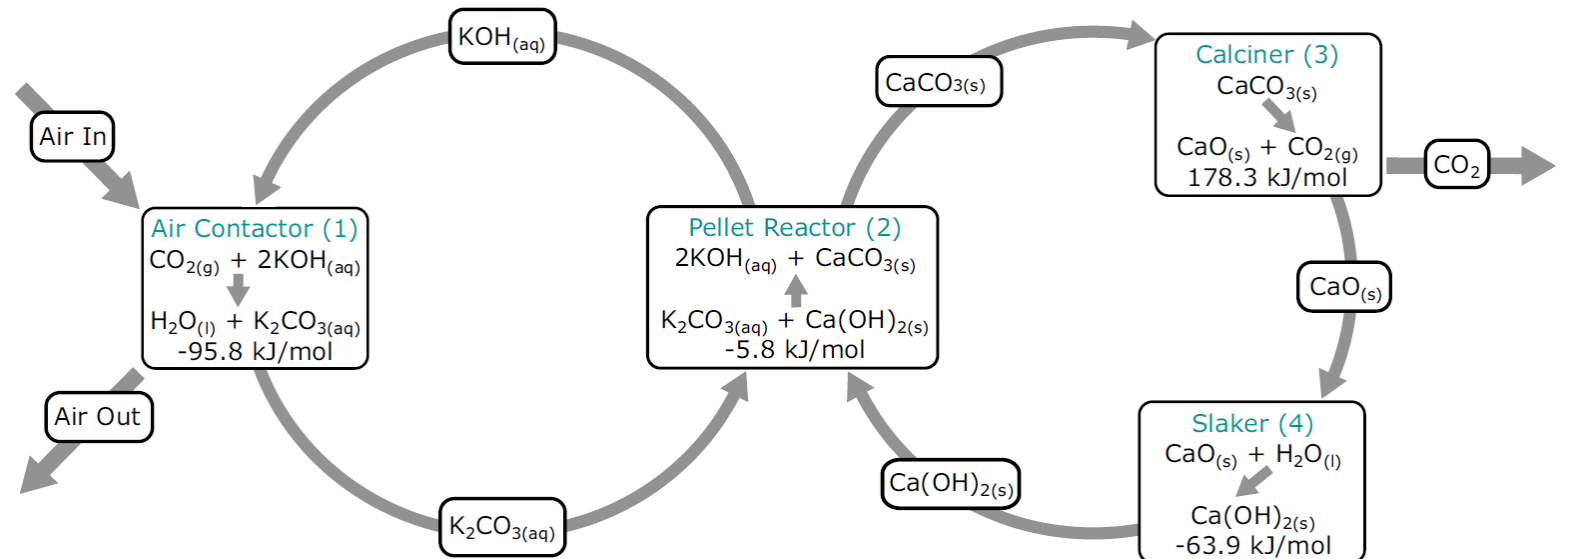 KOH(aq)
Air In
Air Contactor (1)
CO2(g) + 2KOH(aq)
H2O(l) + K2CO3(aq)
-95.8 kJ/mol
Air Out
K2CO3(aq)
Pellet Reactor (2)
2KOH(aq) + CaCO3(s)
K2CO3(aq) + Ca(OH)2(s)
-5.8 kJ/mol
CaCO3(s)
Calciner (3)
CaCO3(s)
CaO(s) + CO2(g)
178.3 kJ/mol
CO2
CaO(s)
Slaker (4)
CaO(s) + H2O(l)
Ca(OH)2(s)
-63.9 kJ/mol
Ca(OH)2(s)